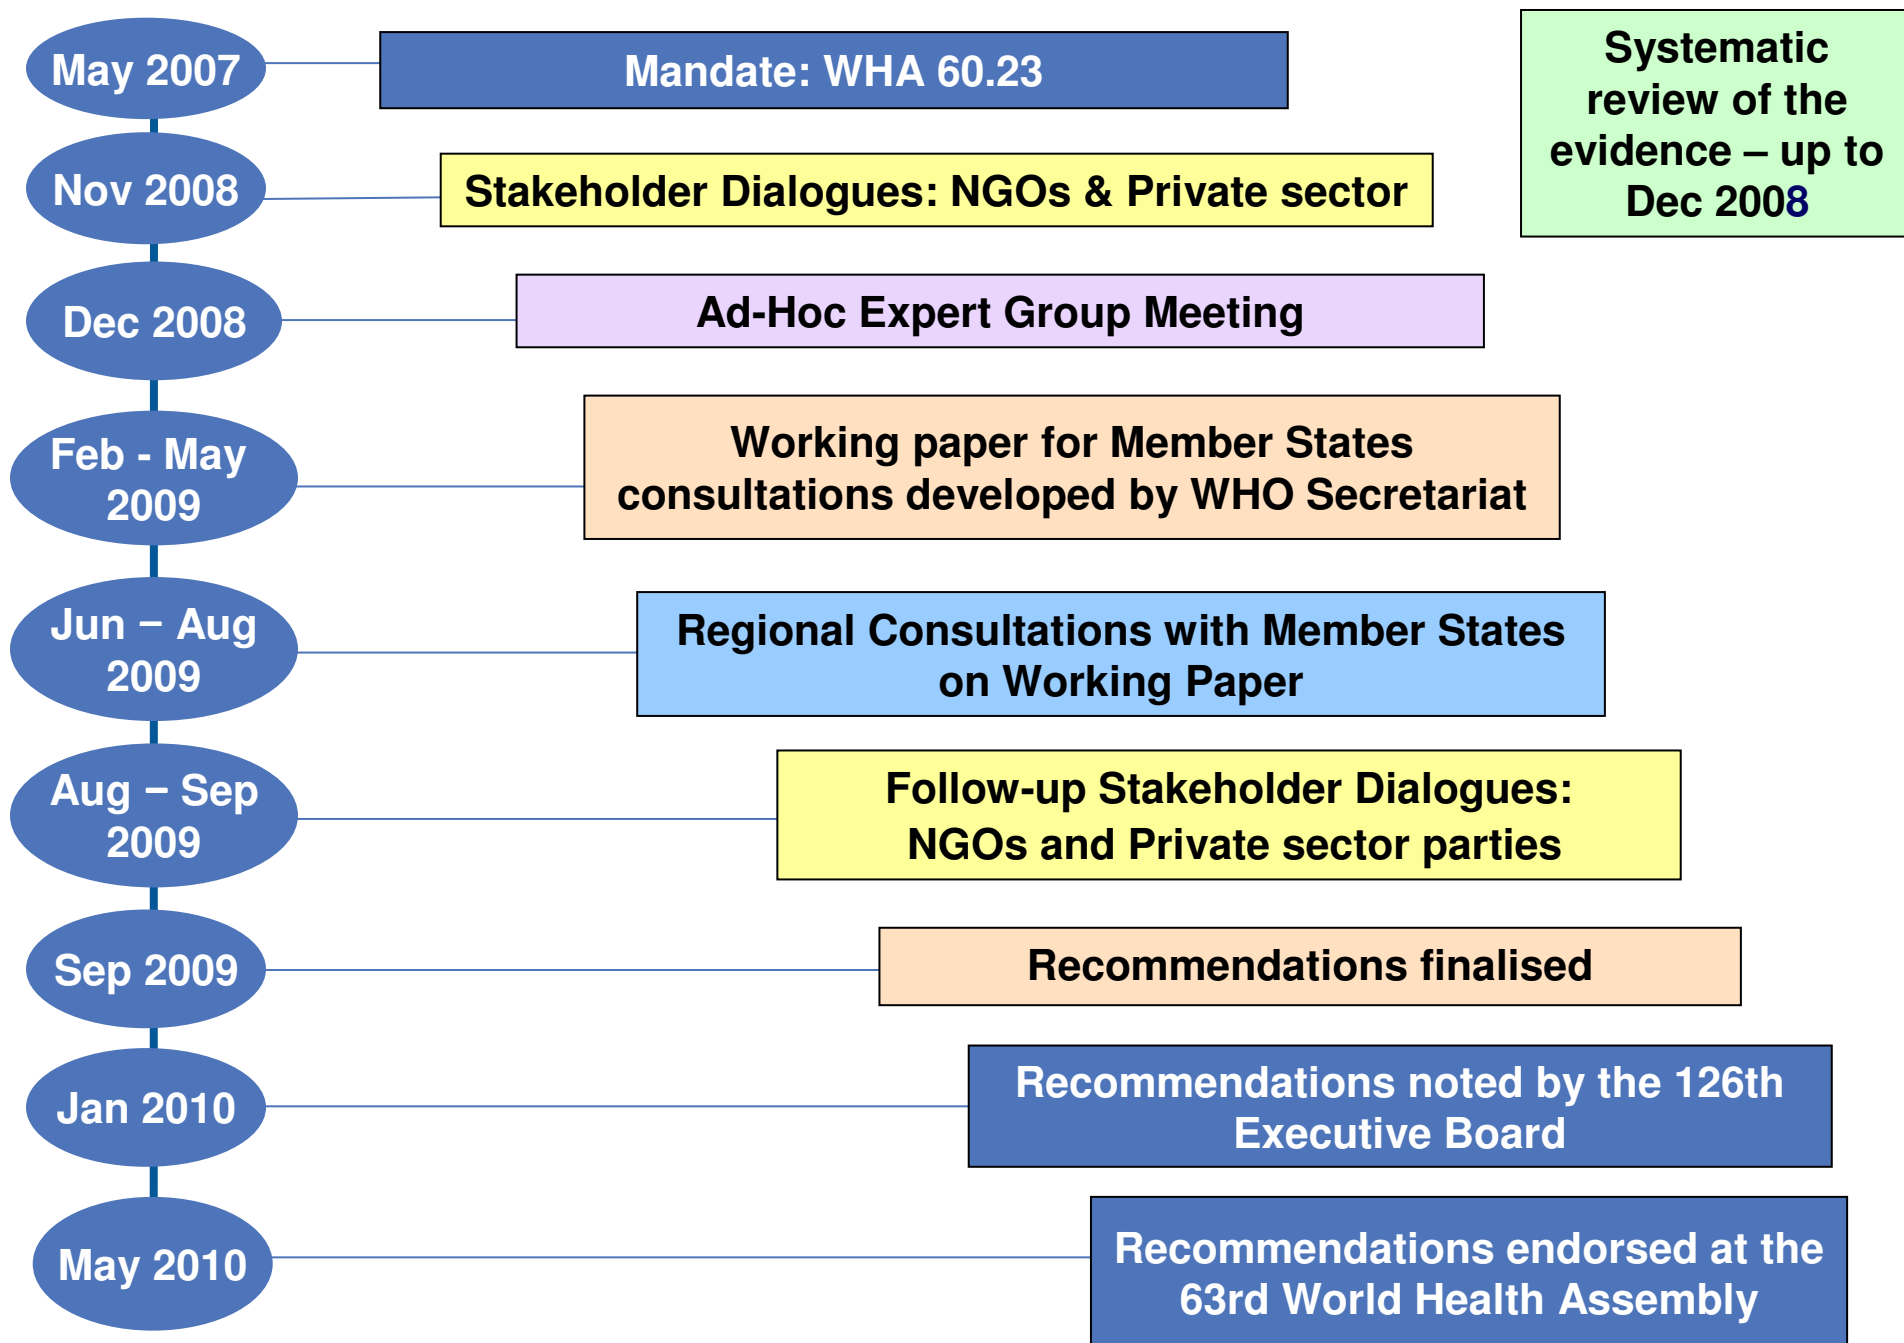 May 2007
Mandate: WHA 60.23
Systematic
review of the
evidence – up to
Dec 2008
Nov 2008
Stakeholder Dialogues: NGOs & Private sector
Dec 2008
Ad-Hoc Expert Group Meeting
Feb - May
2009
Working paper for Member States
consultations developed by WHO Secretariat
Jun – Aug
2009
Regional Consultations with Member States
on Working Paper
Aug – Sep
2009
Follow-up Stakeholder Dialogues:
NGOs and Private sector parties
Sep 2009
Recommendations finalised
Jan 2010
Recommendations noted by the 126th
Executive Board
May 2010
Recommendations endorsed at the
63rd World Health Assembly